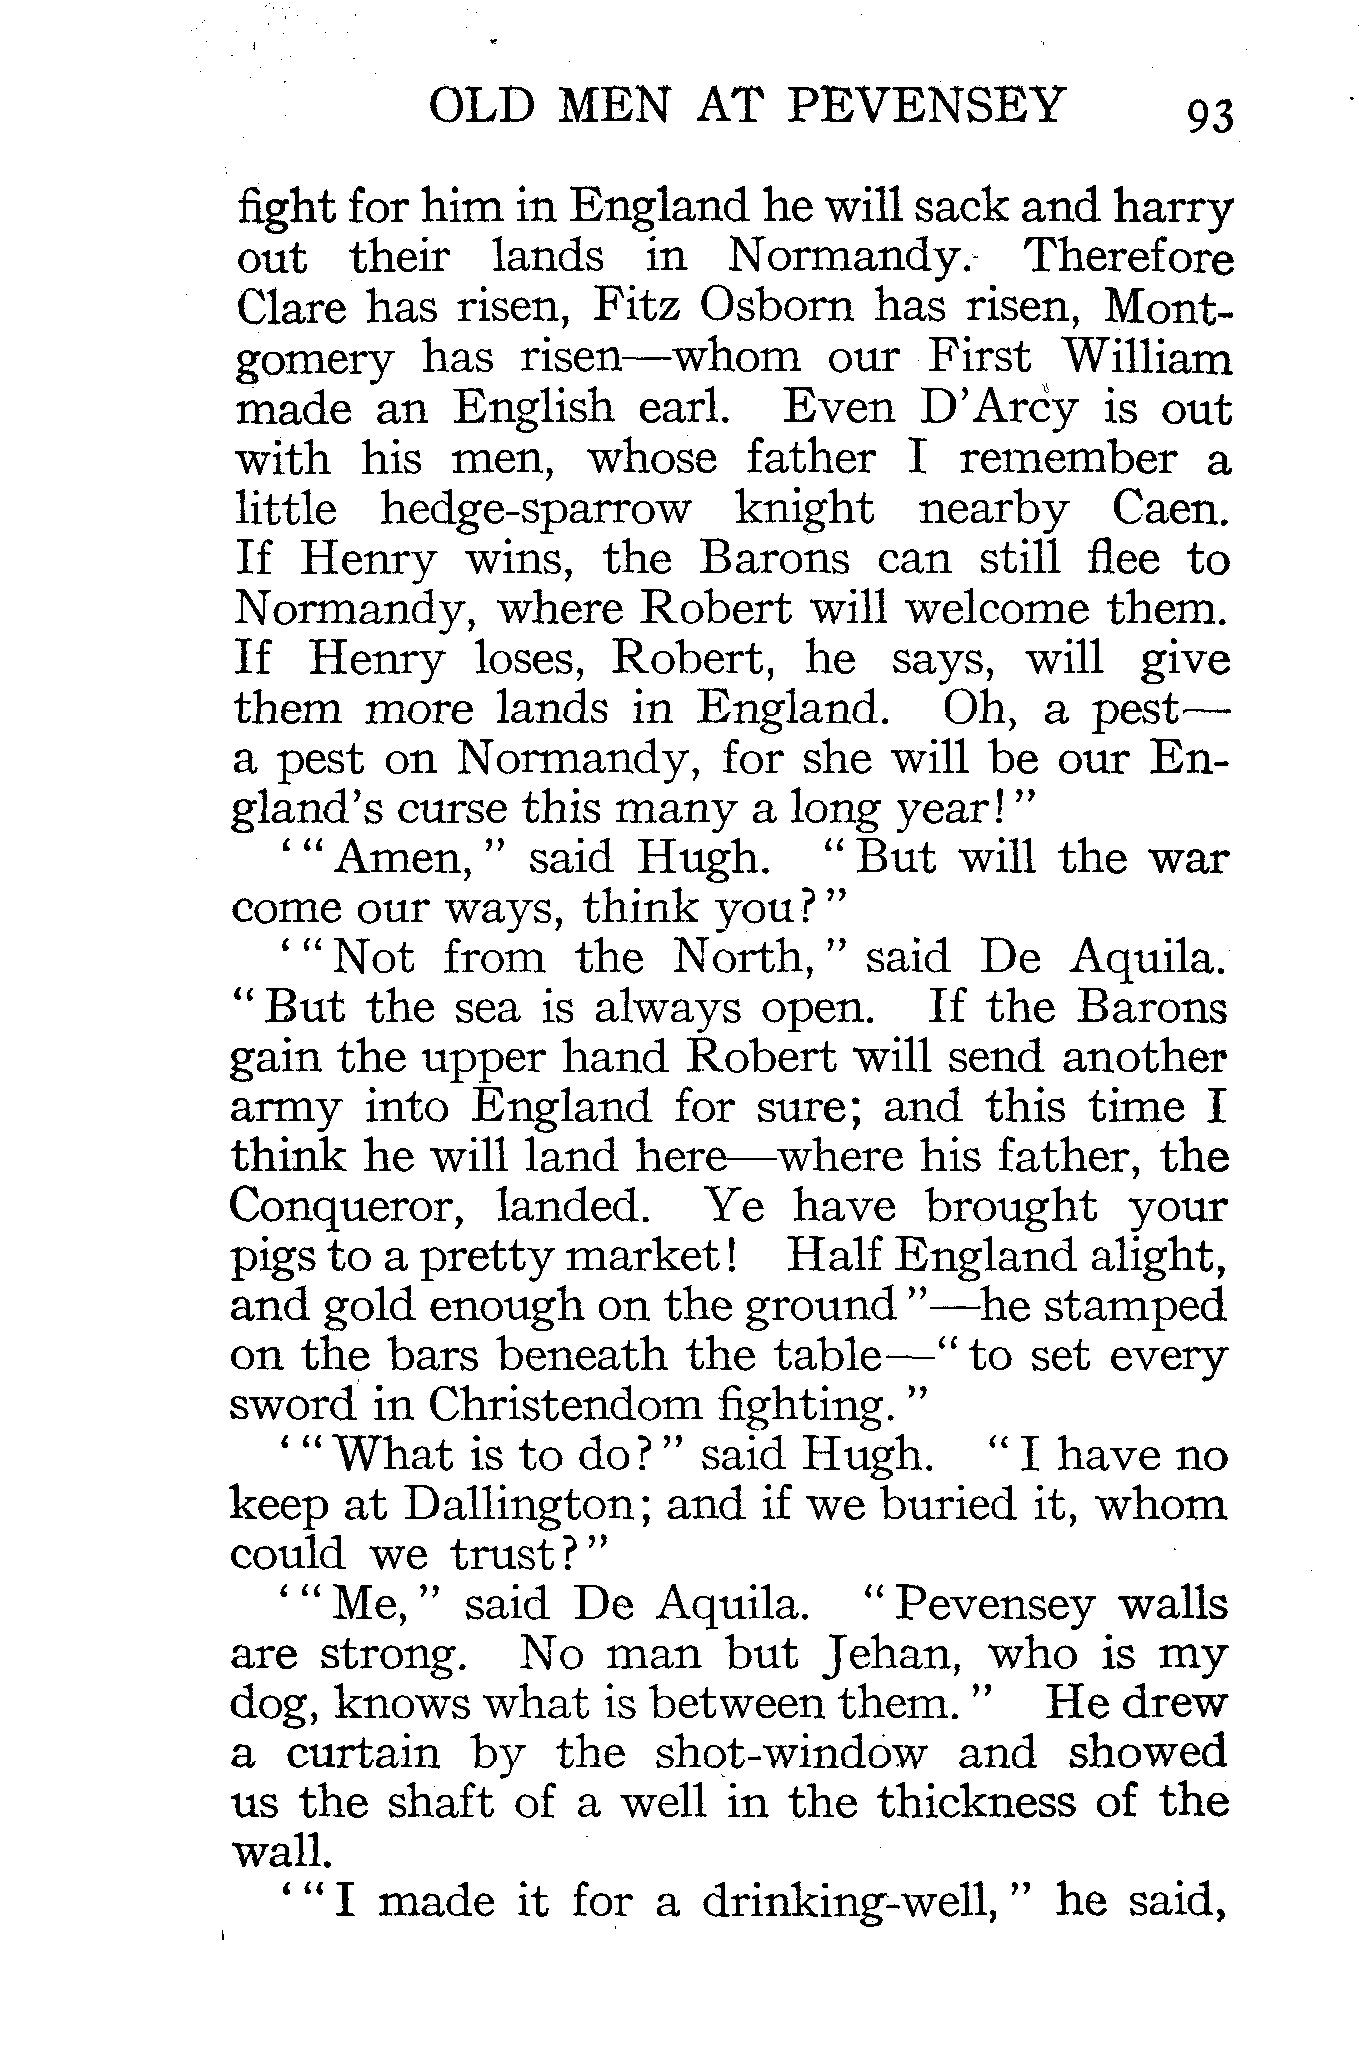 OLD MEN AT PEVENSEY 93
fight for him in England he will sack and harry
out their lands in Normandy. Therefore
Clare has risen, Fitz Osborn has risen, Mont-
gomery has risen—whom our First William
made an English earl. Even D'Arcy is out
with his men, whose father I remember a
little hedge-sparrow knight nearby Caen.
If Henry wins, the Barons can still flee to
Normandy, where Robert will welcome them.
If Henry loses, Robert, he says, will give
them more lands in England. Oh, a pest—
a pest on Normandy, for she will be our En-
gland's curse this many a long year!"
'"Amen," said Hugh. "But will the war
come our ways, think you?"
'"Not from the North," said De Aquila.
"But the sea is always open. If the Barons
gain the upper hand Robert will send another
army into England for sure; and this time I
think he will land here—where his father, the
Conqueror, landed. Ye have brought your
pigs to a pretty market! Half England alight,
and gold enough on the ground"—he stamped
on the bars beneath the table—"to set every
sword in Christendom fighting."
'"What is to do?" said Hugh. "I have no
keep at Dallington; and if we buried it, whom
could we trust?"
'"Me," said De Aquila. "Pevensey walls
are strong. No man but Jehan, who is my
dog, knows what is between them." He drew
a curtain by the shot-window and showed
us the shaft of a well in the thickness of the
wall.
'"I made it for a drinking-well," he said,